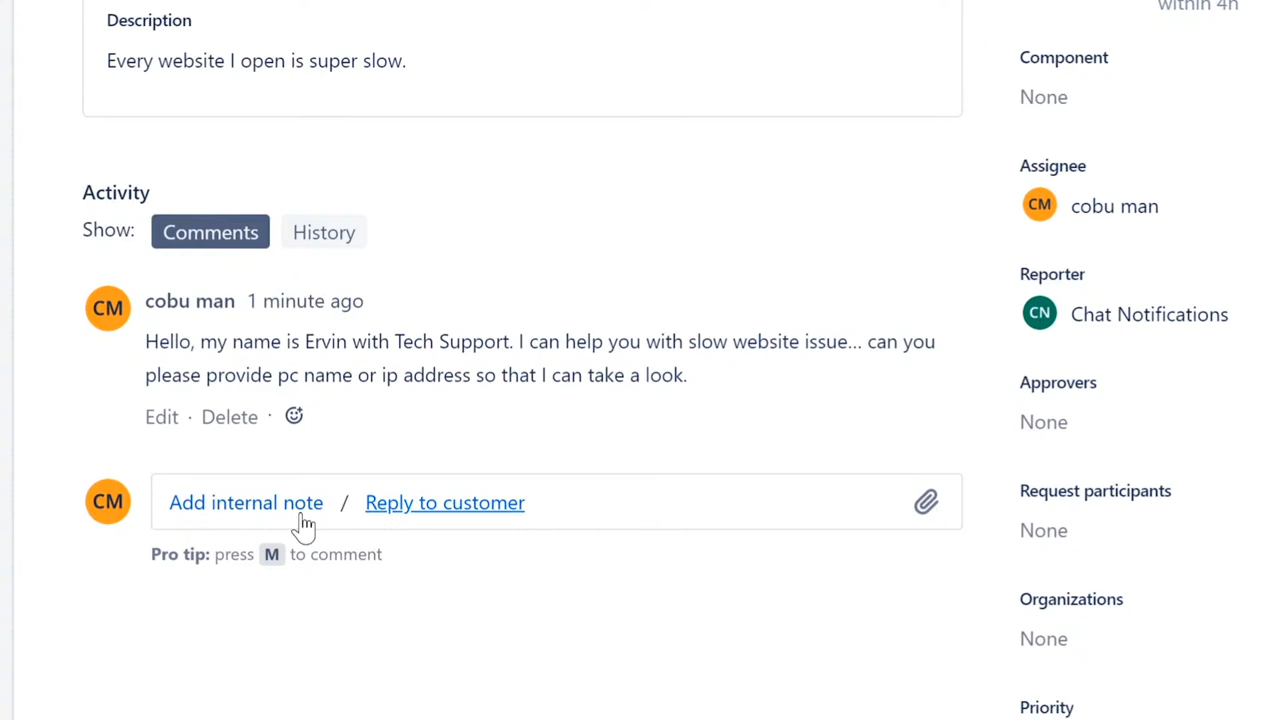 within 4h
Description
Every website I open is super slow.
Component
None
Assignee
CM cobu man
Reporter
CN Chat Notifications
Approvers
None
Request participants
None
Organizations
None
Priority
Activity
Show: Comments History
CM cobu man 1 minute ago
Hello, my name is Ervin with Tech Support. I can help you with slow website issue... can you
please provide pc name or ip address so that I can take a look.
Edit · Delete ·
CM Add internal note / Reply to customer
Pro tip: press M to comment